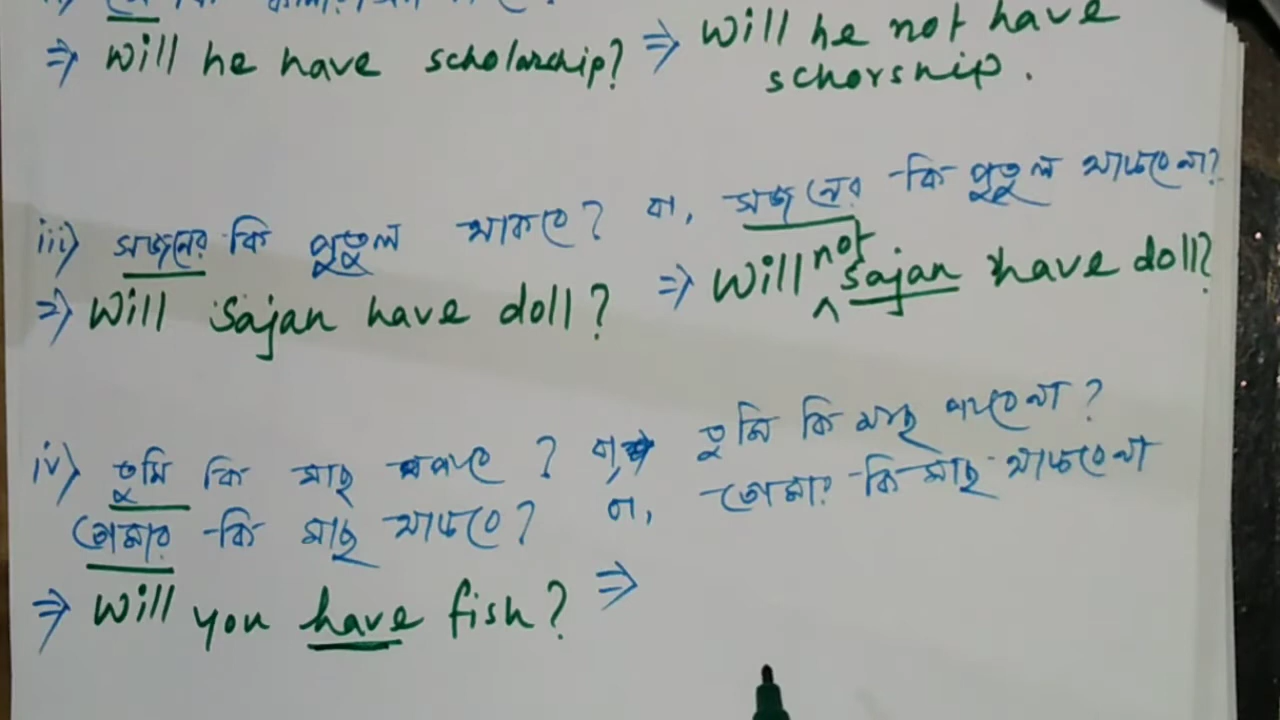 ⇒ Will he have scholarship? ⇒ Will he not have
schorship.
iii) সজনের কি পুতুল থাকবে? বা, সজনের কি পুতুল থাকবেনা?
⇒ Will Sajan have doll? ⇒ Will not sajan have doll?
iv) তুমি কি মাছ পাবে? বা, তুমি কি মাছ পাবেনা?
তোমার কি মাছ থাকবে? বা, তোমার কি মাছ থাকবেনা
⇒ Will you have fish? ⇒